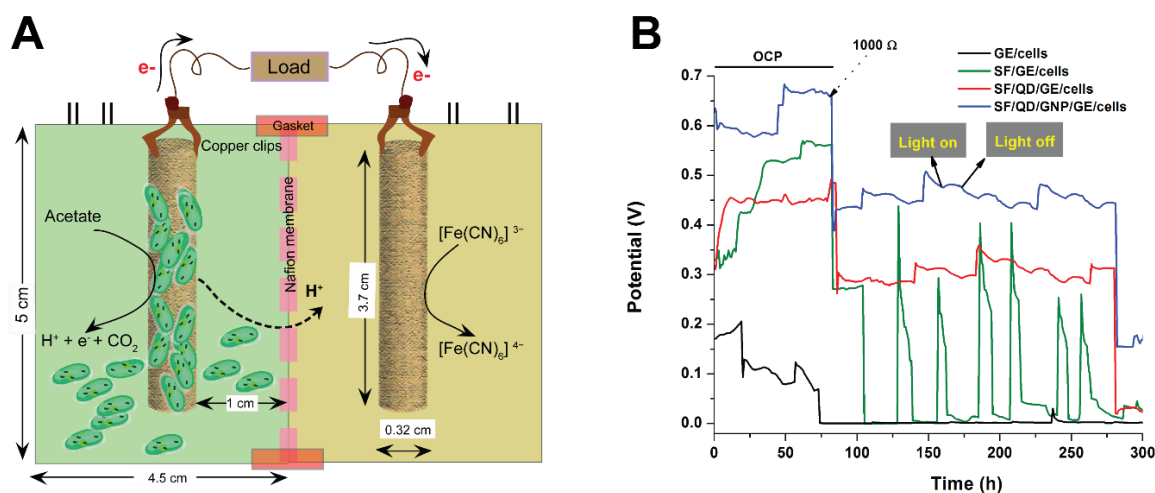 A
e-
Load
e-
Gasket
Copper clips
Nafion membrane
Acetate
[Fe(CN)6] 3–
5 cm
3.7 cm
H+
H+ + e- + CO2
[Fe(CN)6] 4–
1 cm
0.32 cm
4.5 cm
B
GE/cells
SF/GE/cells
SF/QD/GE/cells
SF/QD/GNP/GE/cells
OCP
1000 Ω
Light on
Light off
Potential (V)
0.7
0.6
0.5
0.4
0.3
0.2
0.1
0.0
0 50 100 150 200 250 300
Time (h)